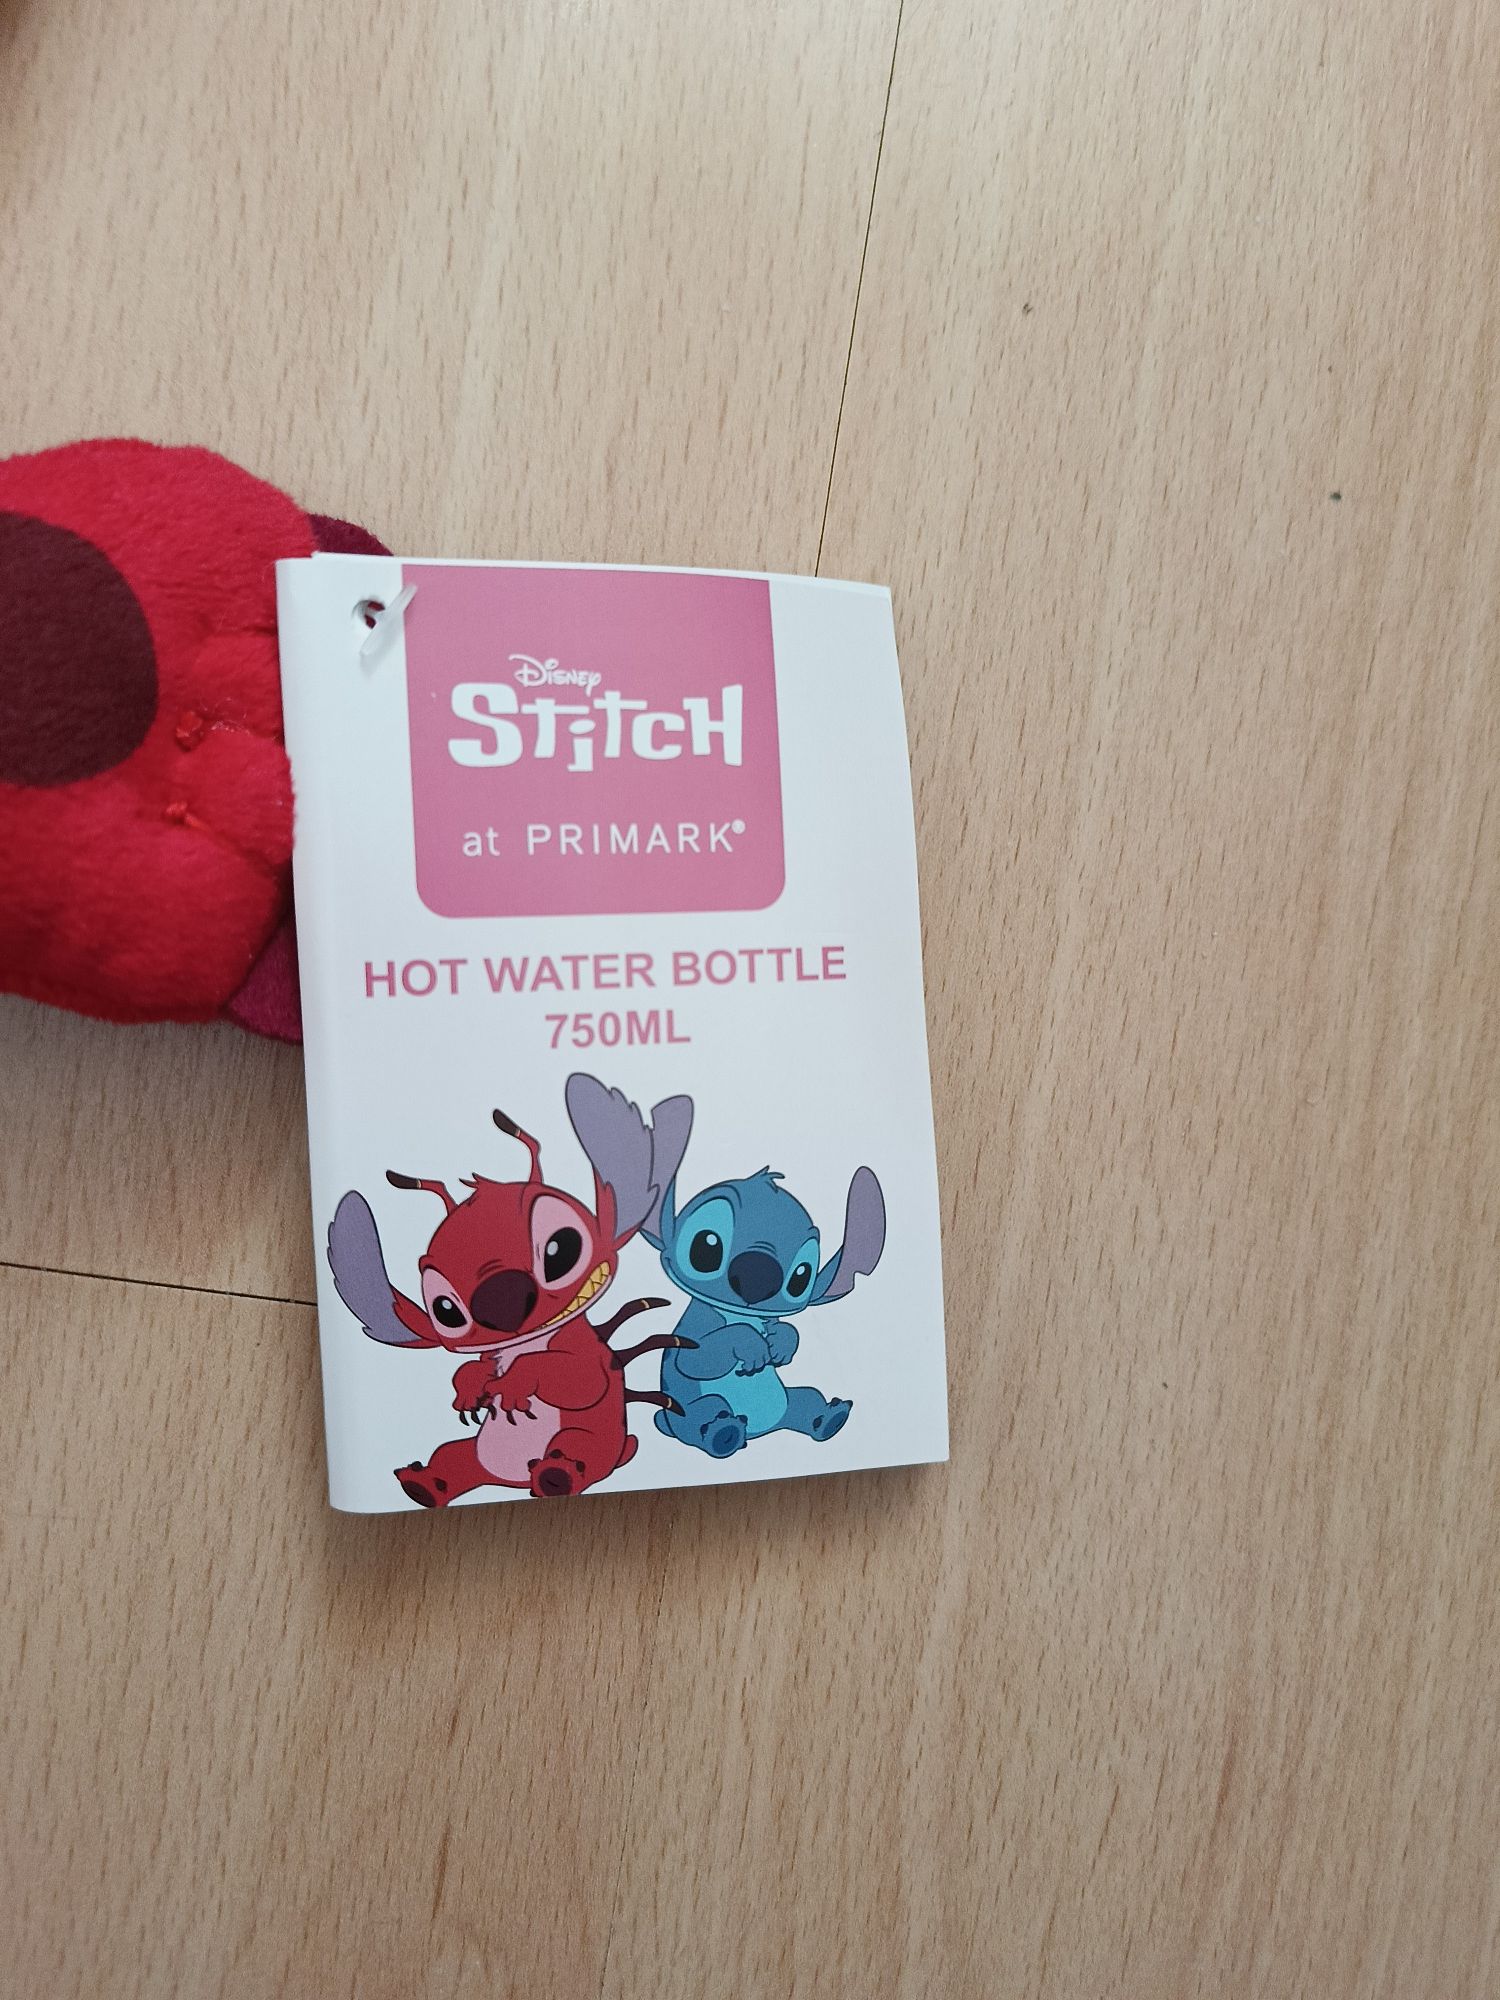 Disney
Stitch
at PRIMARK®
HOT WATER BOTTLE
750ML